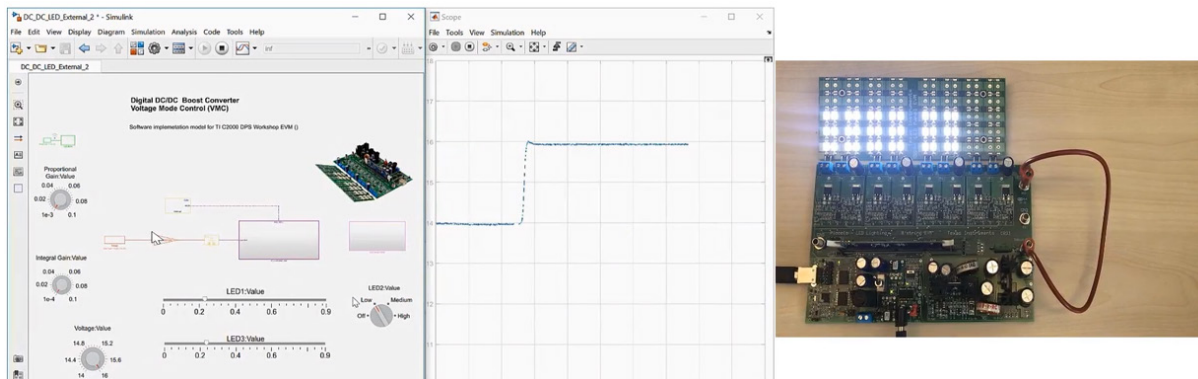 DC_DC_LED_External_2 * - Simulink
File Edit View Display Diagram Simulation Analysis Code Tools Help
inf
DC_DC_LED_External_2
Digital DC/DC Boost Converter
Voltage Mode Control (VMC)
Software implemetation model for TI C2000 DPS Workshop EVM ()
Proportional
Gain:Value
0.04 0.06
0.02 0.08
1e-3 0.1
Integral Gain:Value
0.04 0.06
0.02 0.08
1e-4 0.1
LED1:Value
0 0.2 0.4 0.6 0.9
LED2:Value
Low Medium
Off High
Voltage:Value
14.8 15.2
14.4 15.6
14 16
LED3:Value
0 0.2 0.4 0.6 0.9
Scope
File Tools View Simulation Help
18
17
16
15
14
13
12
11